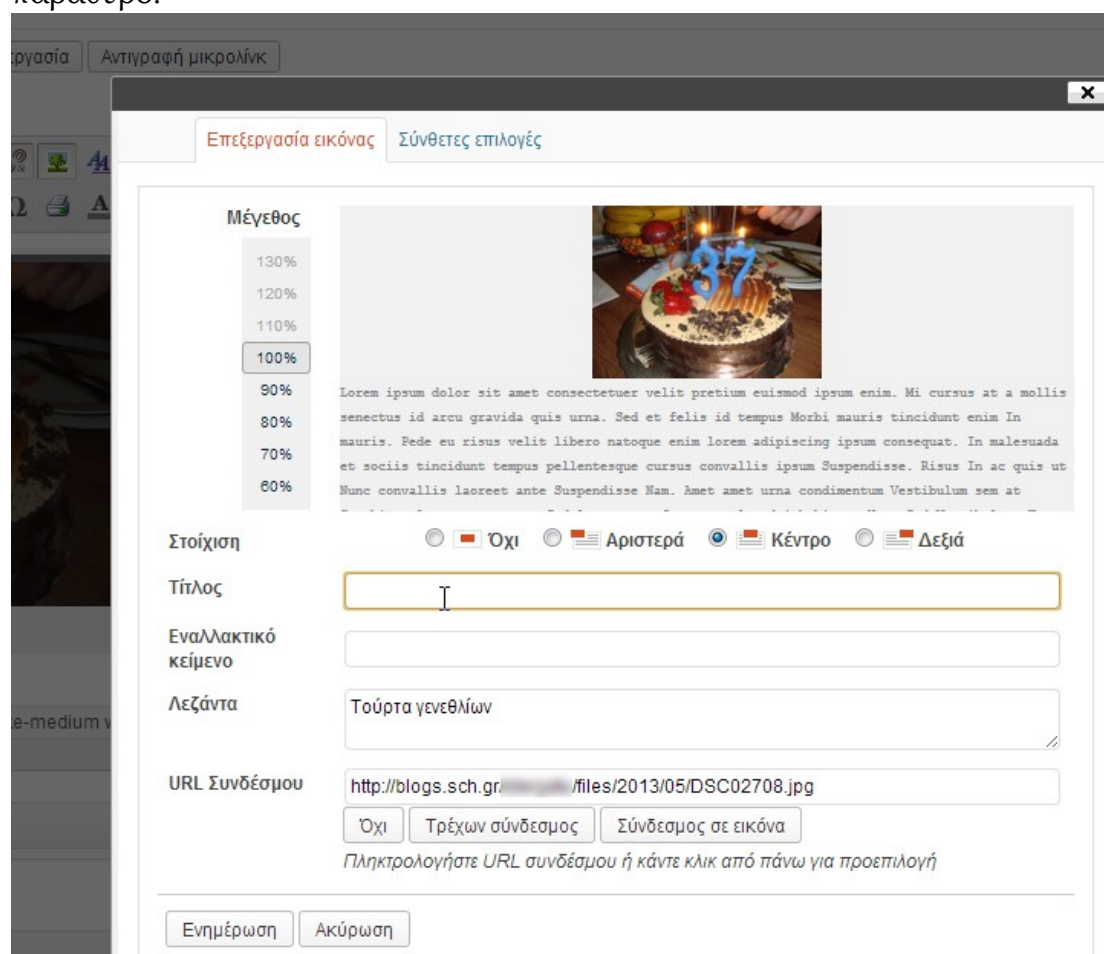 παράθυρο.
Αντιγραφή μικρολίνκ
Επεξεργασία εικόνας Σύνθετες επιλογές
Μέγεθος
130%
120%
110%
100%
90%
80%
70%
60%
37
Lorem ipsum dolor sit amet consectetuer velit pretium euismod ipsum enim. Mi cursus at a mollis
senectus id arcu gravida quis urna. Sed et felis id tempus Morbi mauris tincidunt enim In
mauris. Pede eu risus velit libero natoque enim lorem adipiscing ipsum consequat. In malesuada
et sociis tincidunt tempus pellentesque cursus convallis ipsum Suspendisse. Risus In ac quis ut
Nunc convallis laoreet ante Suspendisse Nam. Amet amet urna condimentum Vestibulum sem at
Στοίχιση Όχι Αριστερά Κέντρο Δεξιά
Τίτλος
Εναλλακτικό
κείμενο
Λεζάντα Τούρτα γενεθλίων
URL Συνδέσμου http://blogs.sch.gr/ /files/2013/05/DSC02708.jpg
Όχι Τρέχων σύνδεσμος Σύνδεσμος σε εικόνα
Πληκτρολογήστε URL συνδέσμου ή κάντε κλικ από πάνω για προεπιλογή
Ενημέρωση Ακύρωση